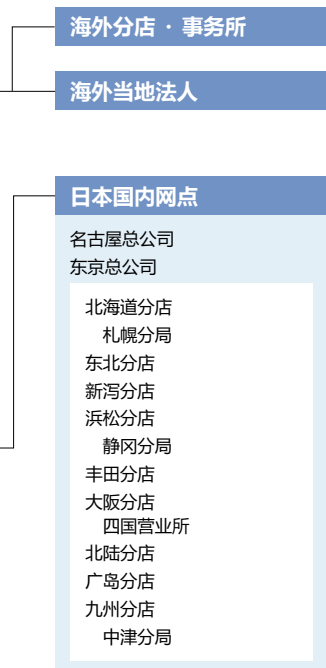 海外分店 · 事务所
海外当地法人
日本国内网点
名古屋总公司
东京总公司
北海道分店
札幌分局
东北分店
新泻分店
浜松分店
静冈分局
丰田分店
大阪分店
四国营业所
北陆分店
广岛分店
九州分店
中津分局